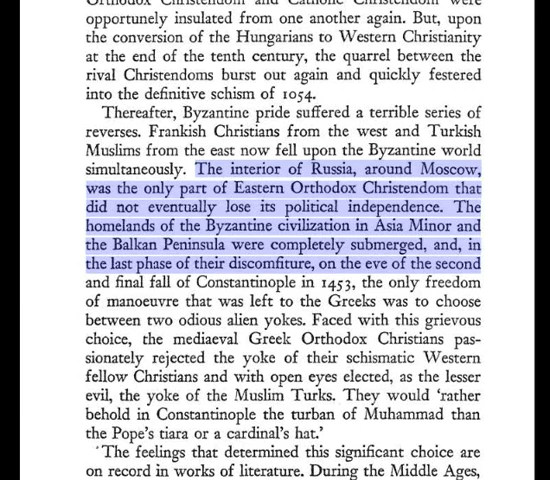 Orthodox Christendom and Catholic Christendom were
opportunely insulated from one another again. But, upon
the conversion of the Hungarians to Western Christianity
at the end of the tenth century, the quarrel between the
rival Christendoms burst out again and quickly festered
into the definitive schism of 1054.
Thereafter, Byzantine pride suffered a terrible series of
reverses. Frankish Christians from the west and Turkish
Muslims from the east now fell upon the Byzantine world
simultaneously. The interior of Russia, around Moscow,
was the only part of Eastern Orthodox Christendom that
did not eventually lose its political independence. The
homelands of the Byzantine civilization in Asia Minor and
the Balkan Peninsula were completely submerged, and, in
the last phase of their discomfiture, on the eve of the second
and final fall of Constantinople in 1453, the only freedom
of manoeuvre that was left to the Greeks was to choose
between two odious alien yokes. Faced with this grievous
choice, the mediaeval Greek Orthodox Christians pas-
sionately rejected the yoke of their schismatic Western
fellow Christians and with open eyes elected, as the lesser
evil, the yoke of the Muslim Turks. They would 'rather
behold in Constantinople the turban of Muhammad than
the Pope's tiara or a cardinal's hat.'
The feelings that determined this significant choice are
on record in works of literature. During the Middle Ages,